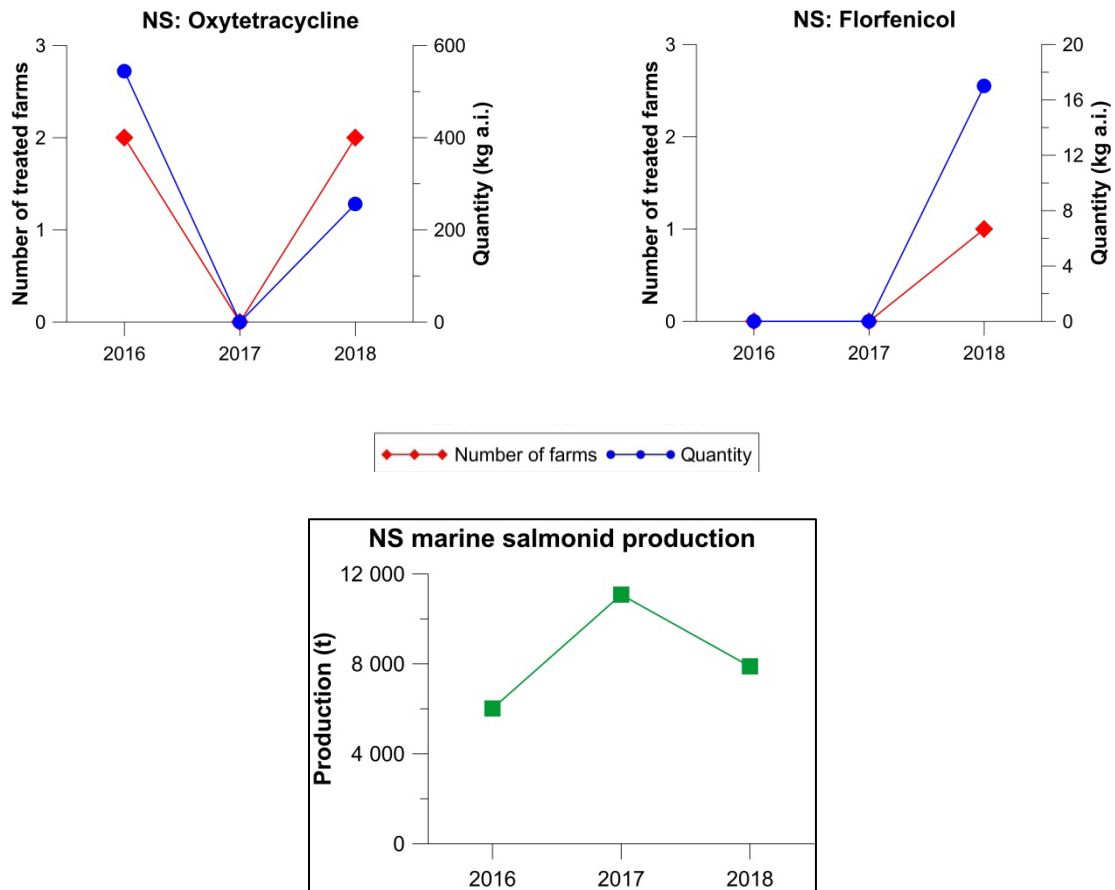 NS: Oxytetracycline
Number of treated farms
3
2
1
0
600
400
200
0
Quantity (kg a.i.)
2016 2017 2018
NS: Florfenicol
Number of treated farms
3
2
1
0
20
16
12
8
4
0
Quantity (kg a.i.)
2016 2017 2018
Number of farms Quantity
NS marine salmonid production
Production (t)
12 000
8 000
4 000
0
2016 2017 2018